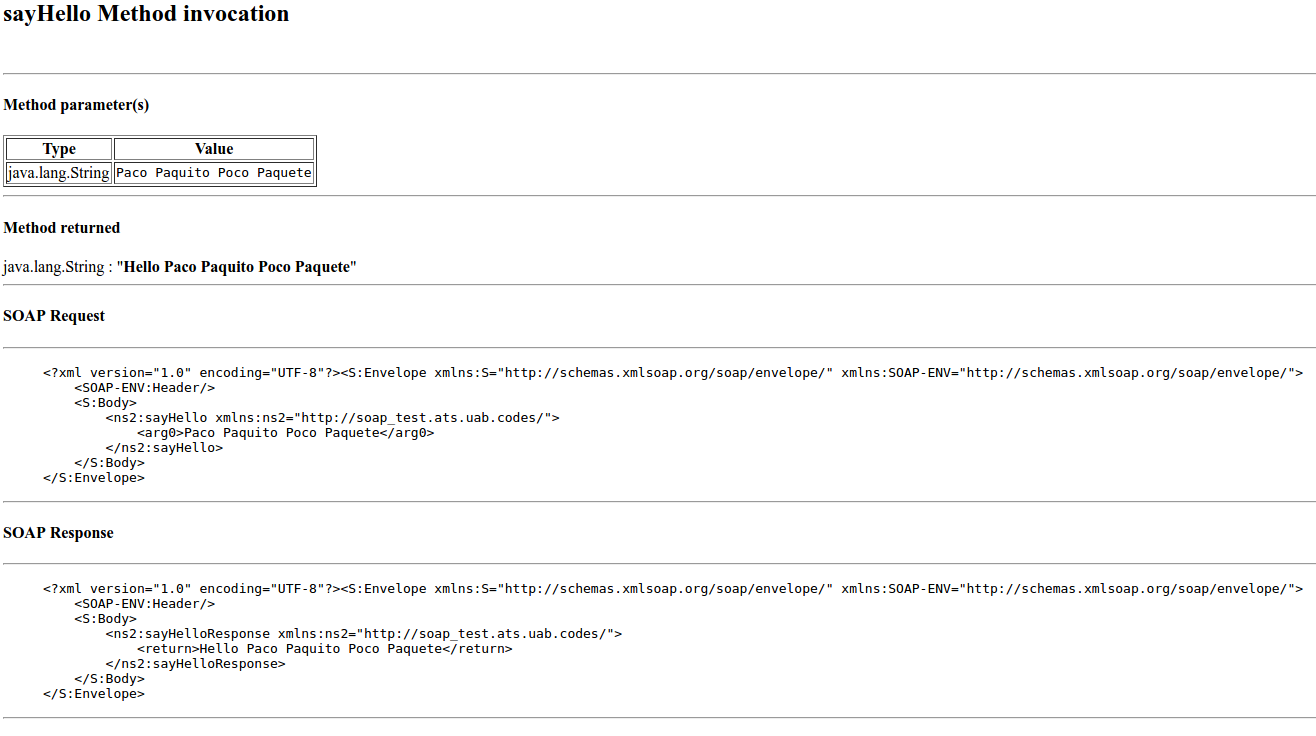 sayHello Method invocation
Method parameter(s)
Type Value
java.lang.String Paco Paquito Poco Paquete
Method returned
java.lang.String : "Hello Paco Paquito Poco Paquete"
SOAP Request
<?xml version="1.0" encoding="UTF-8"?><S:Envelope xmlns:S="http://schemas.xmlsoap.org/soap/envelope/" xmlns:SOAP-ENV="http://schemas.xmlsoap.org/soap/envelope/">
    <SOAP-ENV:Header/>
    <S:Body>
        <ns2:sayHello xmlns:ns2="http://soap_test.ats.uab.codes/">
            <arg0>Paco Paquito Poco Paquete</arg0>
        </ns2:sayHello>
    </S:Body>
</S:Envelope>
SOAP Response
<?xml version="1.0" encoding="UTF-8"?><S:Envelope xmlns:S="http://schemas.xmlsoap.org/soap/envelope/" xmlns:SOAP-ENV="http://schemas.xmlsoap.org/soap/envelope/">
    <SOAP-ENV:Header/>
    <S:Body>
        <ns2:sayHelloResponse xmlns:ns2="http://soap_test.ats.uab.codes/">
            <return>Hello Paco Paquito Poco Paquete</return>
        </ns2:sayHelloResponse>
    </S:Body>
</S:Envelope>